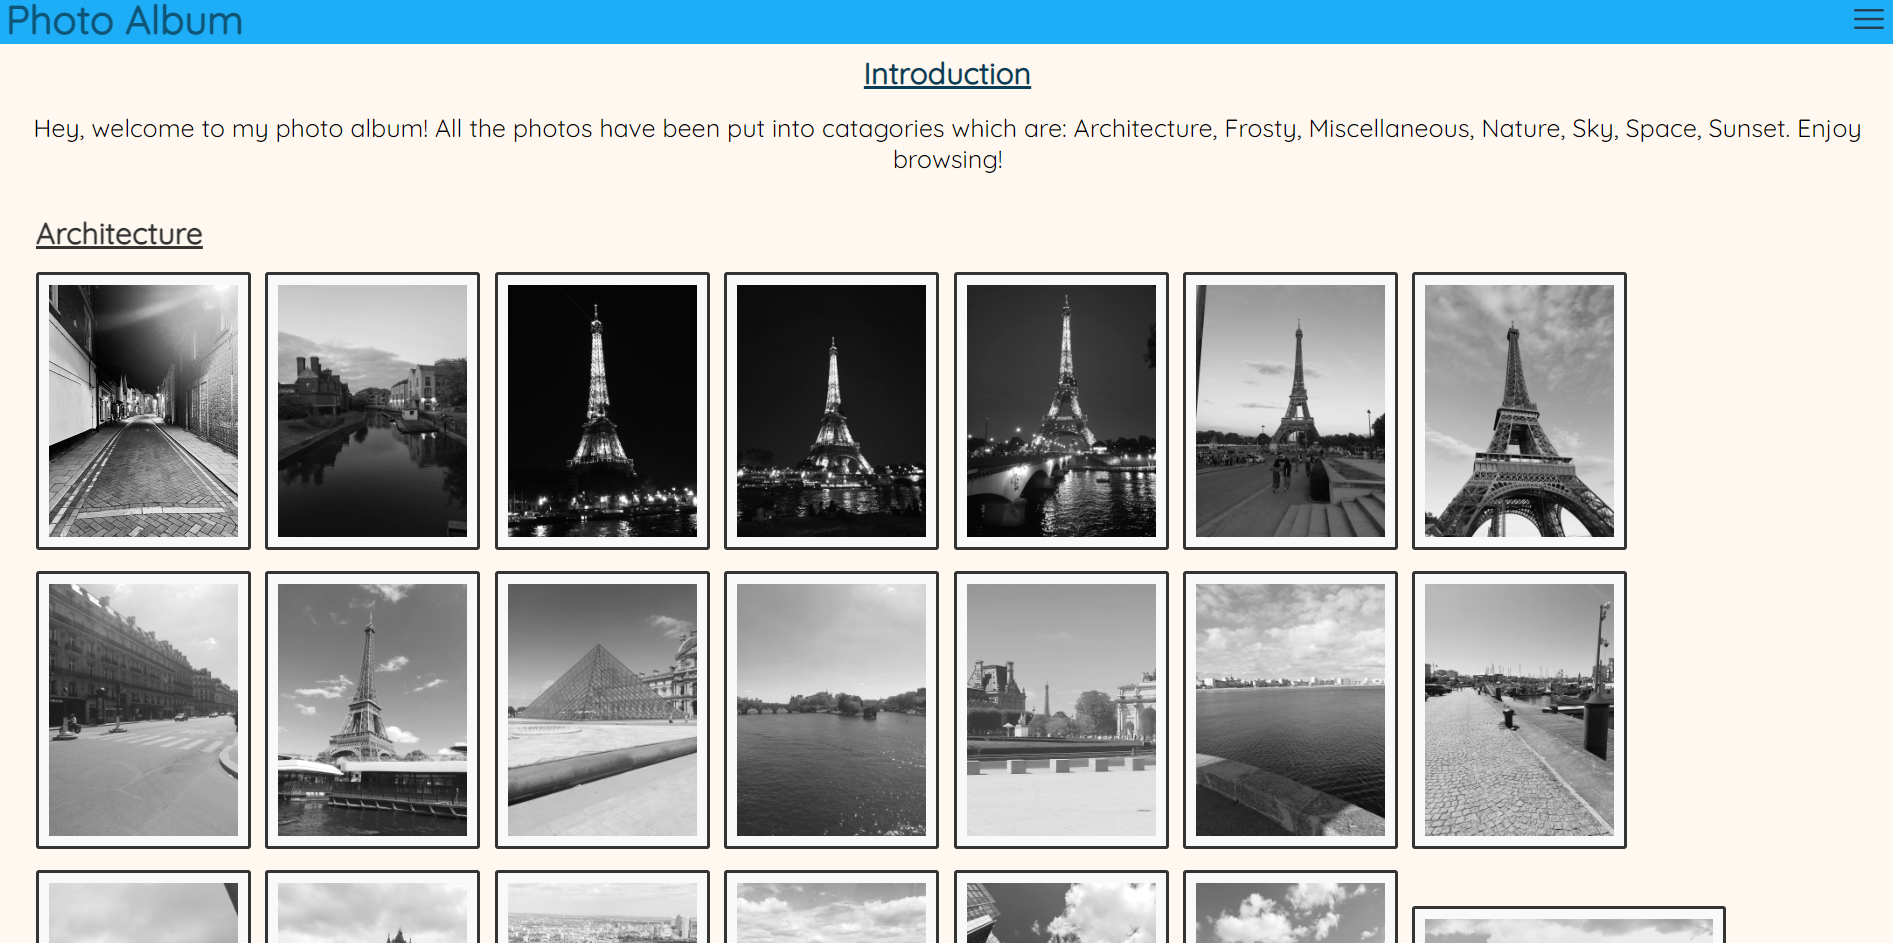 Photo Album
Introduction
Hey, welcome to my photo album! All the photos have been put into catagories which are: Architecture, Frosty, Miscellaneous, Nature, Sky, Space, Sunset. Enjoy
browsing!
Architecture